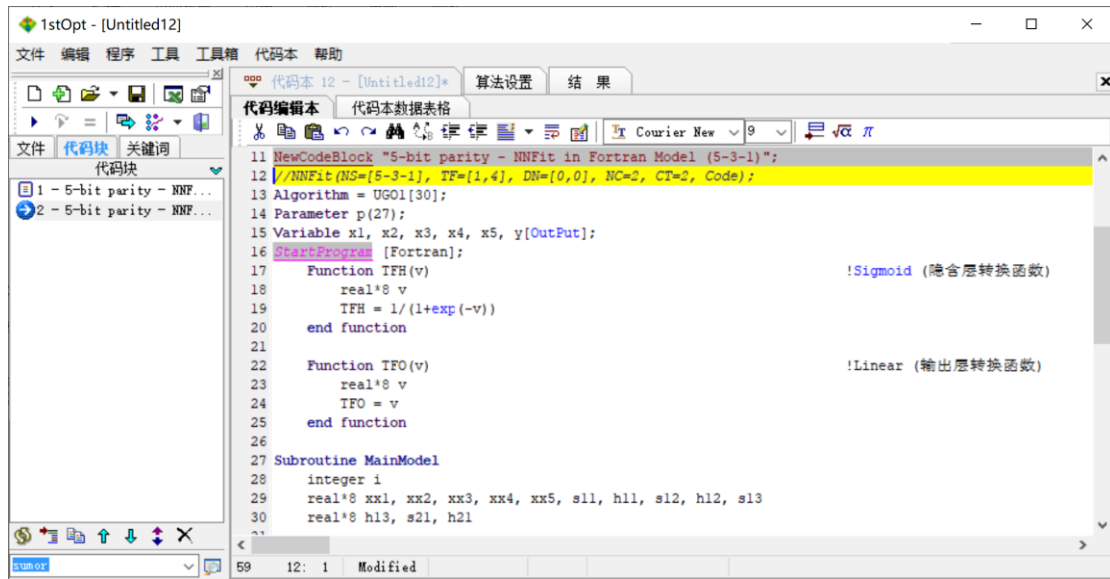 1stOpt - [Untitled12]
文件 编辑 程序 工具 工具箱 代码本 帮助
代码本 12 - [Untitled12]* 算法设置 结 果
代码编辑本 代码本数据表格
Courier New 9 √α π
文件 代码块 关键词
代码块
1 - 5-bit parity - NNF...
2 - 5-bit parity - NNF...
11 NewCodeBlock "5-bit parity - NNFit in Fortran Model (5-3-1)";
12 //NNFit(NS=[5-3-1], TF=[1,4], DN=[0,0], NC=2, CT=2, Code);
13 Algorithm = UGO1[30];
14 Parameter p(27);
15 Variable x1, x2, x3, x4, x5, y[OutPut];
16 StartProgram [Fortran];
17 Function TFH(v) !Sigmoid (隐含层转换函数)
18 real*8 v
19 TFH = 1/(1+exp(-v))
20 end function
21
22 Function TFO(v) !Linear (输出层转换函数)
23 real*8 v
24 TFO = v
25 end function
26
27 Subroutine MainModel
28 integer i
29 real*8 xx1, xx2, xx3, xx4, xx5, s11, h11, s12, h12, s13
30 real*8 h13, s21, h21
sumor
59 12: 1 Modified